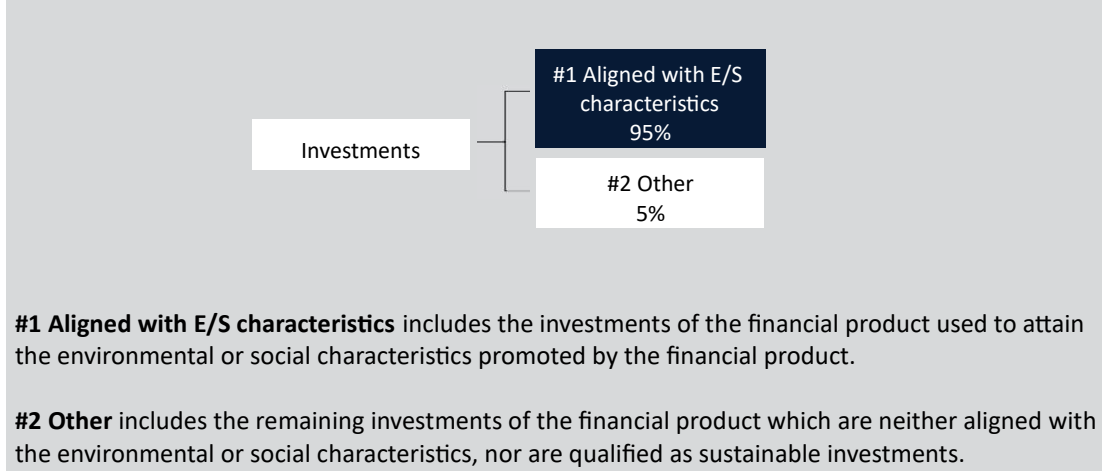 #1 Aligned with E/S
characteristics
95%
Investments
#2 Other
5%
#1 Aligned with E/S characteristics includes the investments of the financial product used to attain
the environmental or social characteristics promoted by the financial product.
#2 Other includes the remaining investments of the financial product which are neither aligned with
the environmental or social characteristics, nor are qualified as sustainable investments.